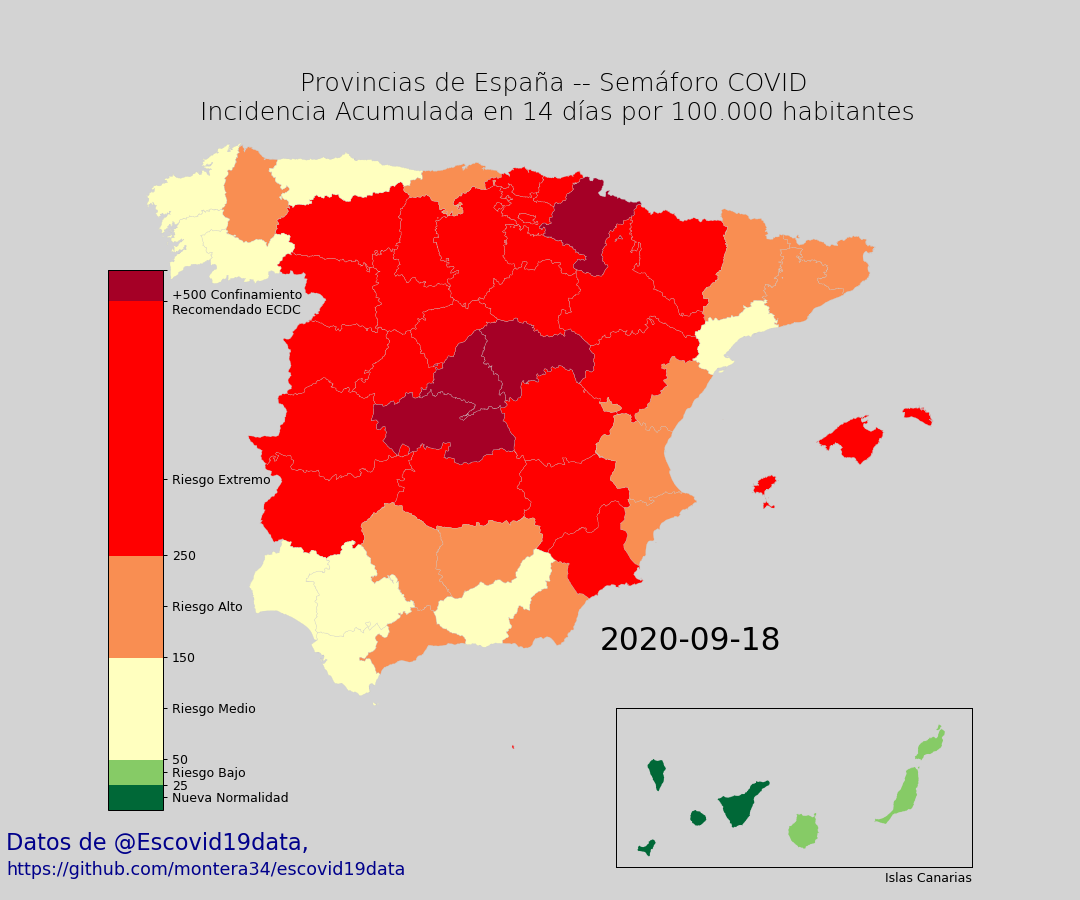 Provincias de España -- Semáforo COVID
Incidencia Acumulada en 14 días por 100.000 habitantes
+500 Confinamiento
Recomendado ECDC
Riesgo Extremo
250
Riesgo Alto
150
Riesgo Medio
50
Riesgo Bajo
25
Nueva Normalidad
2020-09-18
Islas Canarias
Datos de @Escovid19data,
https://github.com/montera34/escovid19data